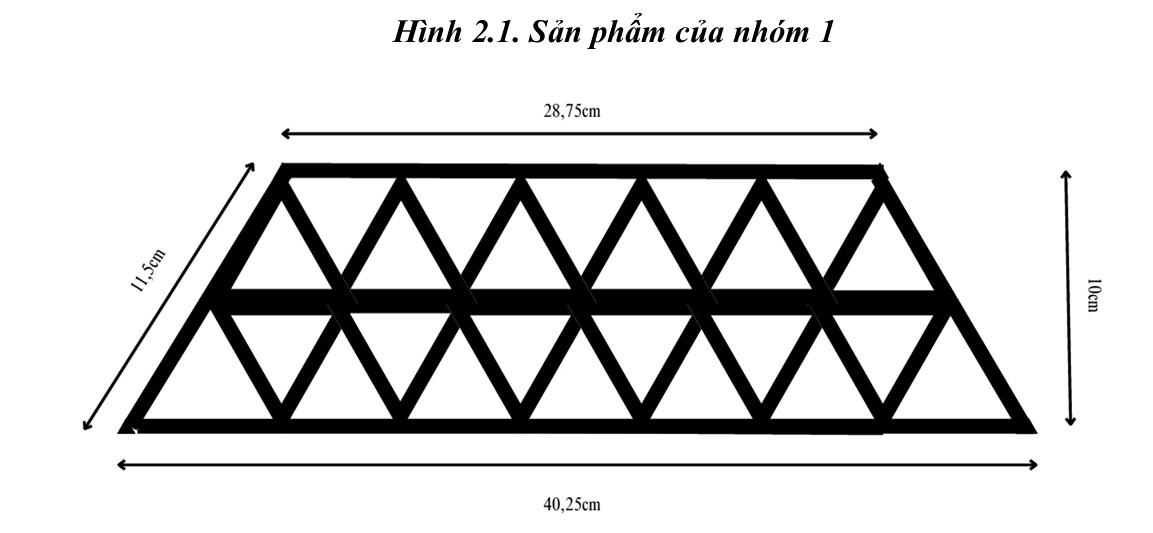 Hình 2.1. Sản phẩm của nhóm 1
28,75cm
11,5cm
10cm
40,25cm